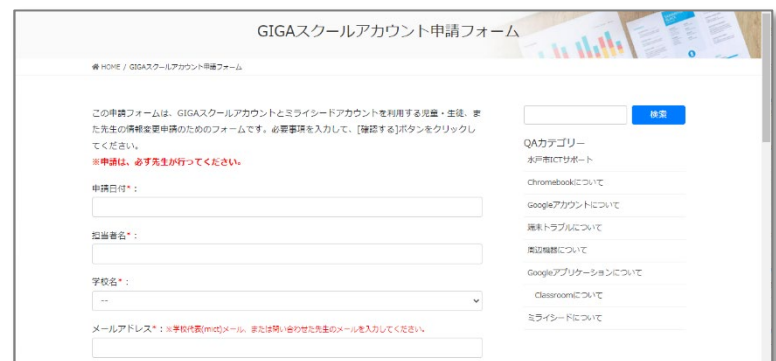 GIGAスクールアカウント申請フォーム
HOME / GIGAスクールアカウント申請フォーム
この申請フォームは、GIGAスクールアカウントとミライシードアカウントを利用する児童・生徒、ま
た先生の情報変更申請のためのフォームです。必要事項を入力して、[確認する]ボタンをクリックし
てください。
※申請は、必ず先生が行ってください。
申請日付*：
担当者名*：
学校名*：
--
メールアドレス*：※学校代表(mict)メール、または問い合わせた先生のメールを入力してください。
検索
QAカテゴリー
水戸市ICTサポート
Chromebookについて
Googleアカウントについて
端末トラブルについて
周辺機器について
Googleアプリケーションについて
Classroomについて
ミライシードについて